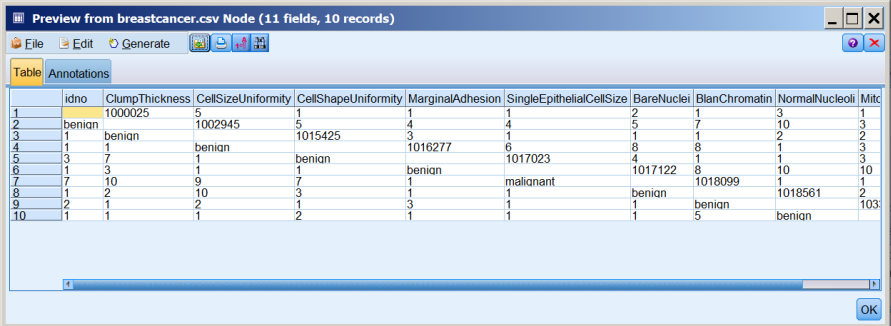 Preview from breastcancer.csv Node (11 fields, 10 records)
File Edit Generate
Table Annotations
idno ClumpThickness CellSizeUniformity CellShapeUniformity MarginalAdhesion SingleEpithelialCellSize BareNuclei BlanChromatin NormalNucleoli Mito
1 1000025 5 1 1 1 2 1 3 1
2 benign 1002945 5 4 4 5 7 10 3
3 1 benign 1015425 3 1 1 1 2 2
4 1 1 benign 1016277 6 8 8 1 3
5 3 7 1 benign 1017023 4 1 1 3
6 1 3 1 1 benign 1017122 8 10 10
7 7 10 9 7 1 malignant 1018099 1 1
8 1 2 10 3 1 1 benign 1018561 2
9 2 1 2 1 3 1 1 benign 103
10 1 1 1 2 1 1 1 5 benign
OK